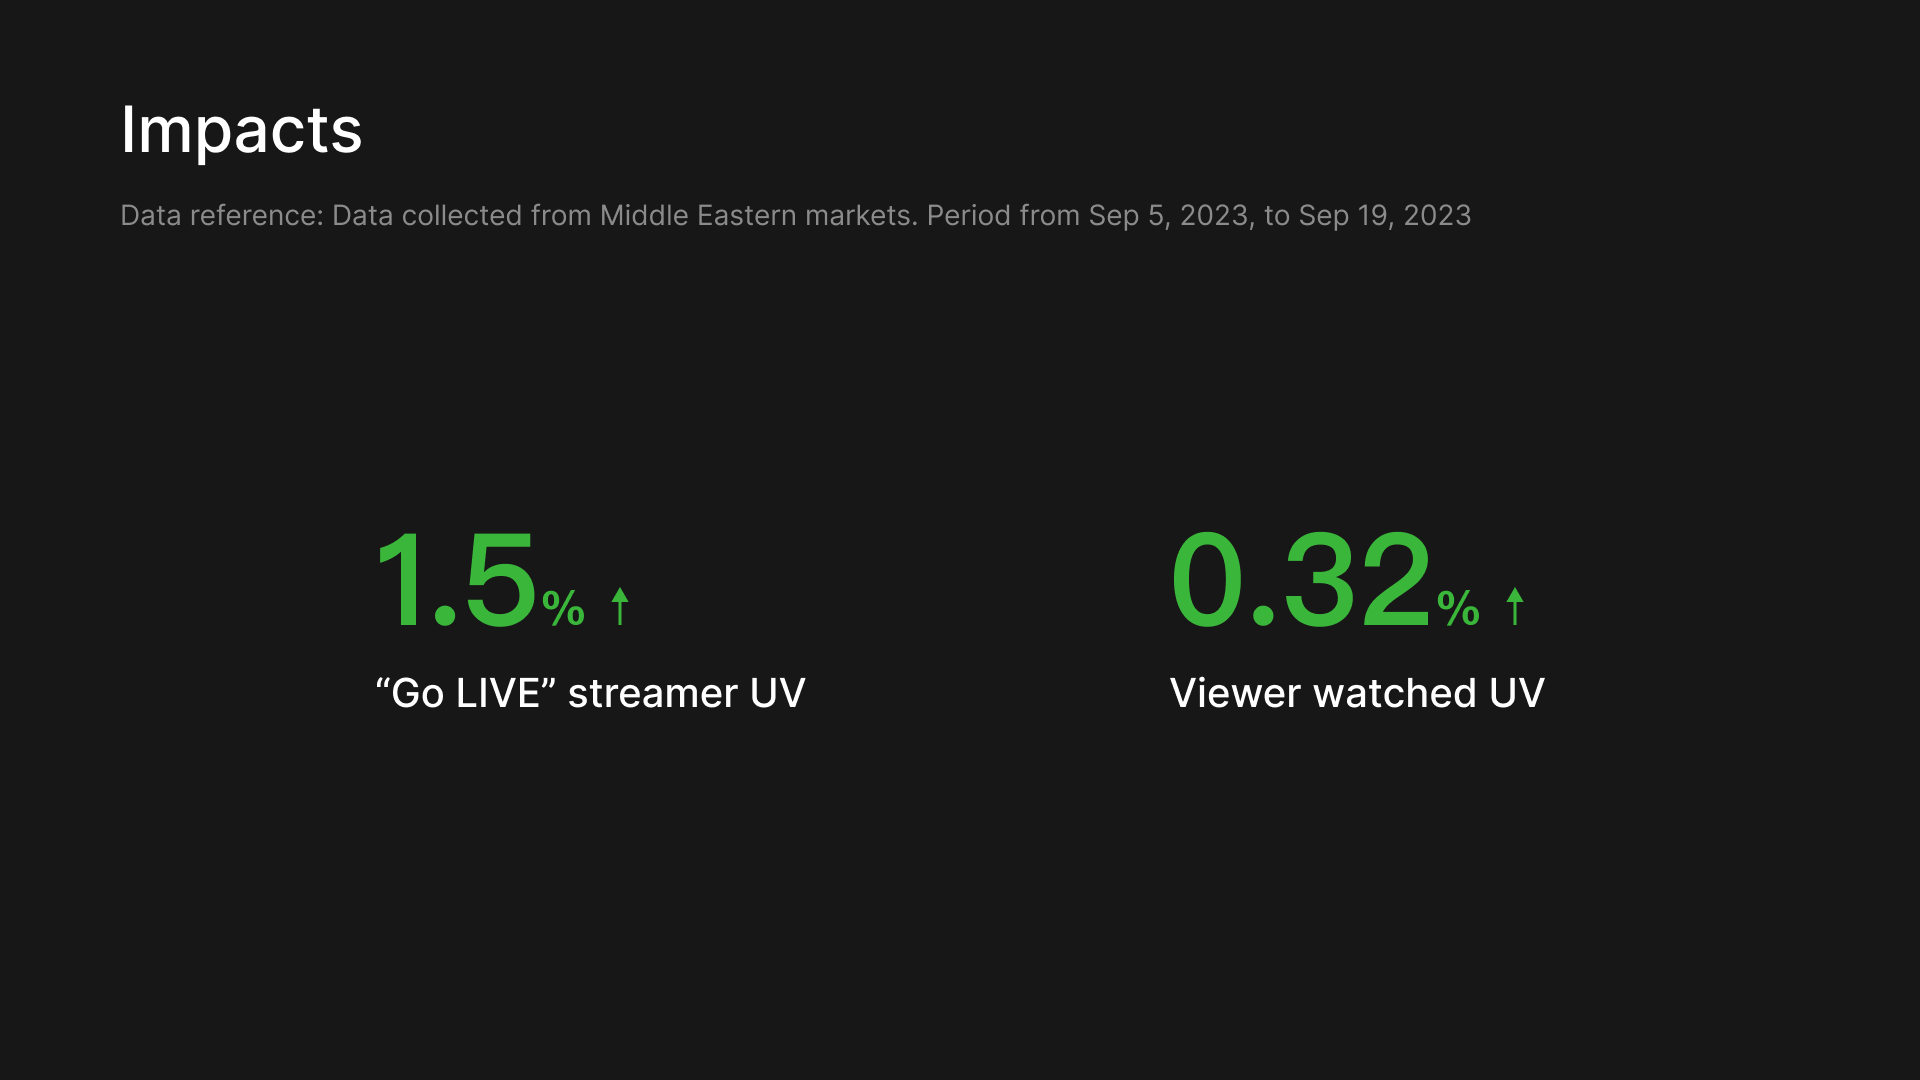 Impacts
Data reference: Data collected from Middle Eastern markets. Period from Sep 5, 2023, to Sep 19, 2023
1.5% ↑
“Go LIVE” streamer UV
0.32% ↑
Viewer watched UV